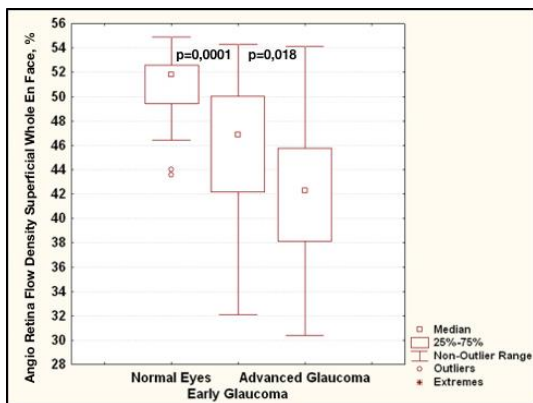 Angio Retina Flow Density Superficial Whole En Face, %
56
54
52
50
48
46
44
42
40
38
36
34
32
30
28
p=0,0001 p=0,018
Normal Eyes Advanced Glaucoma
Early Glaucoma
Median
25%-75%
Non-Outlier Range
Outliers
Extremes